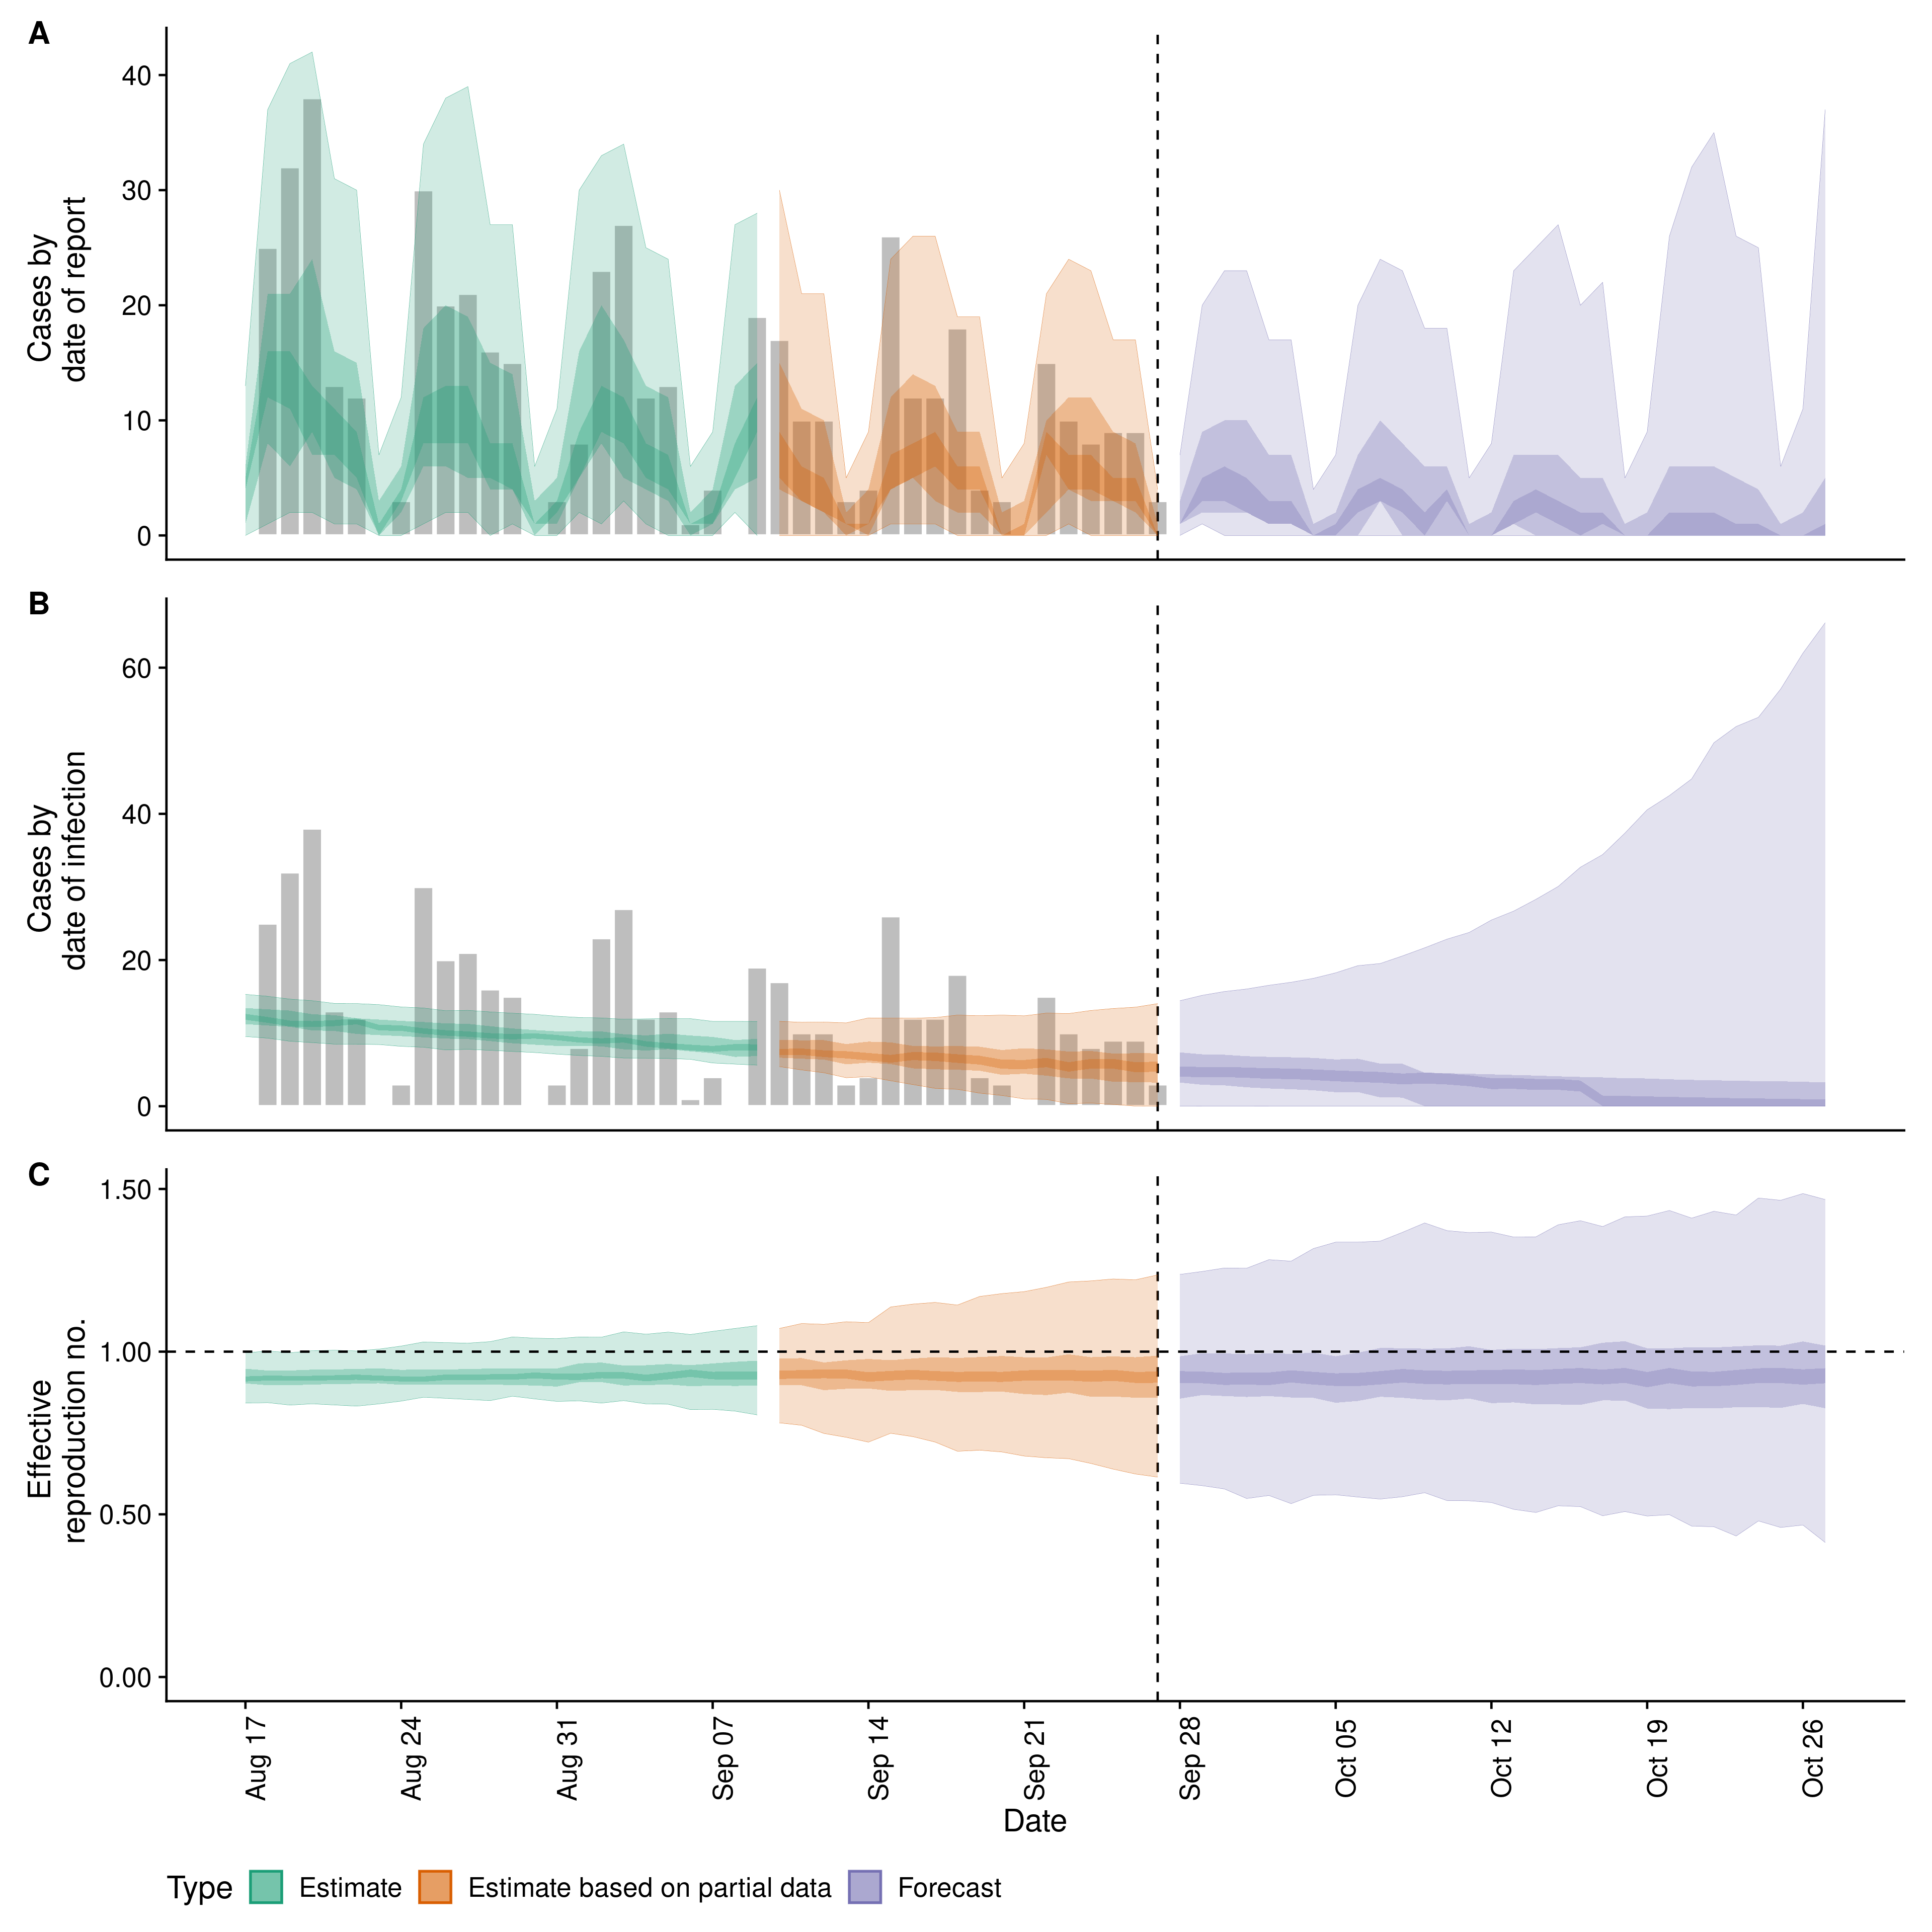 A
40
30
20
10
0
Cases by
date of report
B
60
40
20
0
Cases by
date of infection
C
1.50
1.00
0.50
0.00
Effective
reproduction no.
Aug 17
Aug 24
Aug 31
Sep 07
Sep 14
Sep 21
Sep 28
Oct 05
Oct 12
Oct 19
Oct 26
Date
Type Estimate Estimate based on partial data Forecast